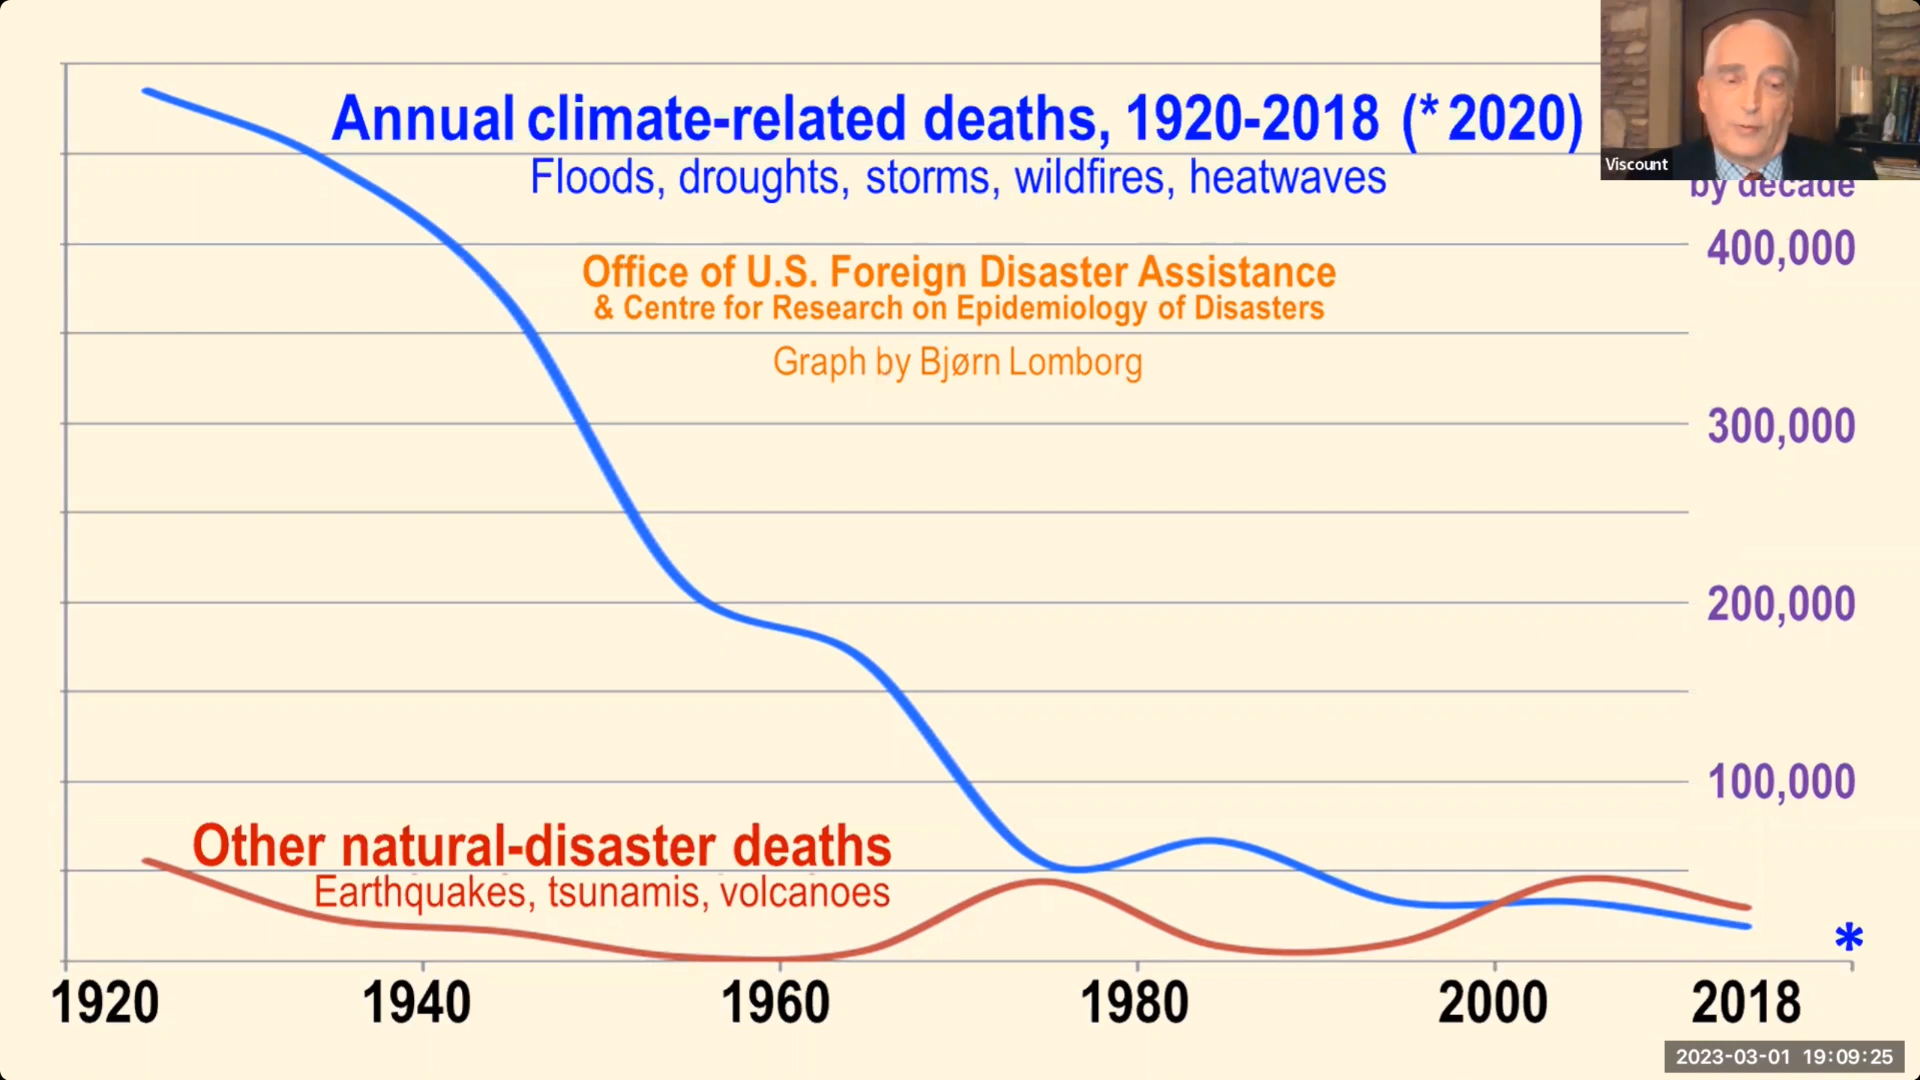 Annual climate-related deaths, 1920-2018 (*2020)
Floods, droughts, storms, wildfires, heatwaves
Viscount
by decade
400,000
Office of U.S. Foreign Disaster Assistance
& Centre for Research on Epidemiology of Disasters
Graph by Bjørn Lomborg
300,000
200,000
100,000
Other natural-disaster deaths
Earthquakes, tsunamis, volcanoes
*
1920 1940 1960 1980 2000 2018
2023-03-01 19:09:25